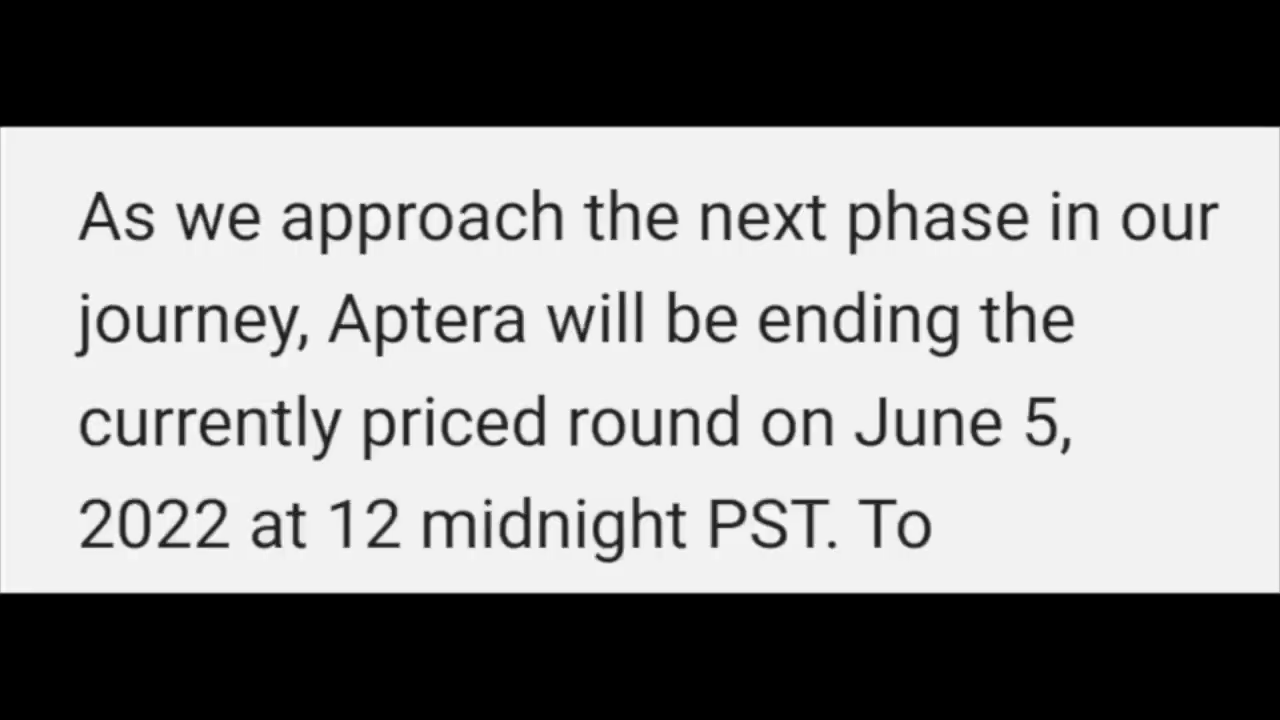 As we approach the next phase in our
journey, Aptera will be ending the
currently priced round on June 5,
2022 at 12 midnight PST. To